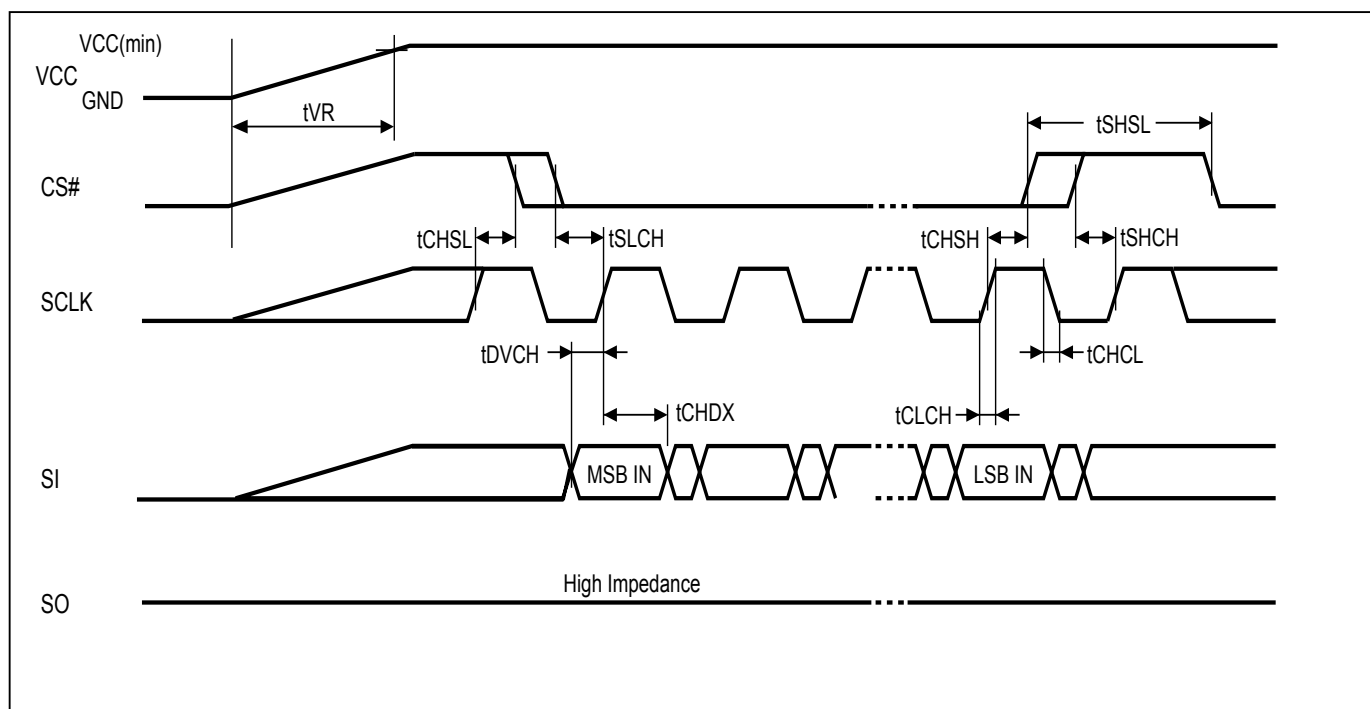 VCC(min)
VCC
GND
tVR
tSHSL
CS#
tCHSL
tSLCH
tCHSH
tSHCH
SCLK
tDVCH
tCHCL
tCHDX
tCLCH
SI
MSB IN
LSB IN
High Impedance
SO